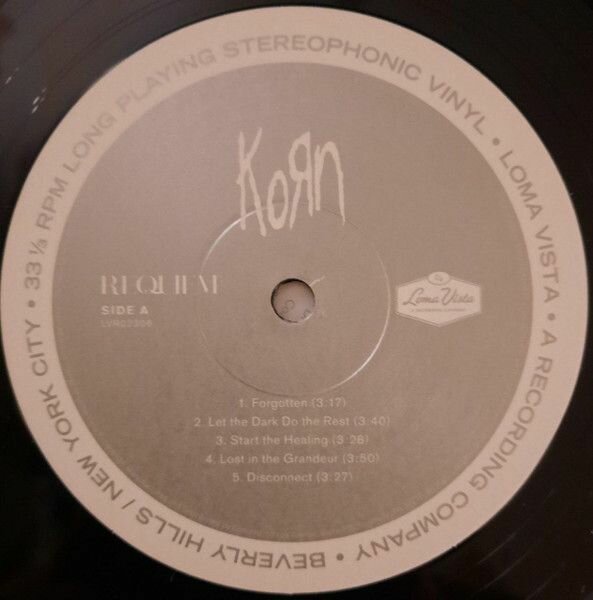 33 ⅓ RPM LONG PLAYING STEREOPHONIC VINYL • LOMA VISTA • A RECORDING COMPANY • BEVERLY HILLS / NEW YORK CITY •
KoЯn
REQUIEM
SIDE A
Loma Vista
1. Forgotten (3:17)
2. Let the Dark Do the Rest (3:40)
3. Start the Healing (3:28)
4. Lost in the Grandeur (3:50)
5. Disconnect (3:27)